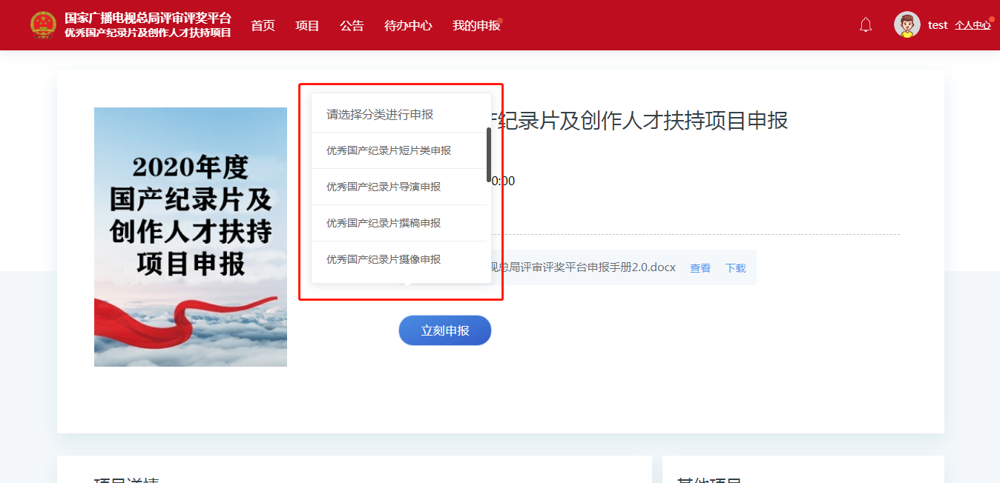 国家广播电视总局评审评奖平台
优秀国产纪录片及创作人才扶持项目
首页 项目 公告 待办中心 我的申报
test 个人中心
2020年度
国产纪录片及
创作人才扶持
项目申报
请选择分类进行申报
优秀国产纪录片短片类申报
优秀国产纪录片导演申报
优秀国产纪录片撰稿申报
优秀国产纪录片摄像申报
纪录片及创作人才扶持项目申报
0:00
总局评审评奖平台申报手册2.0.docx 查看 下载
立刻申报
项目详情
其他项目